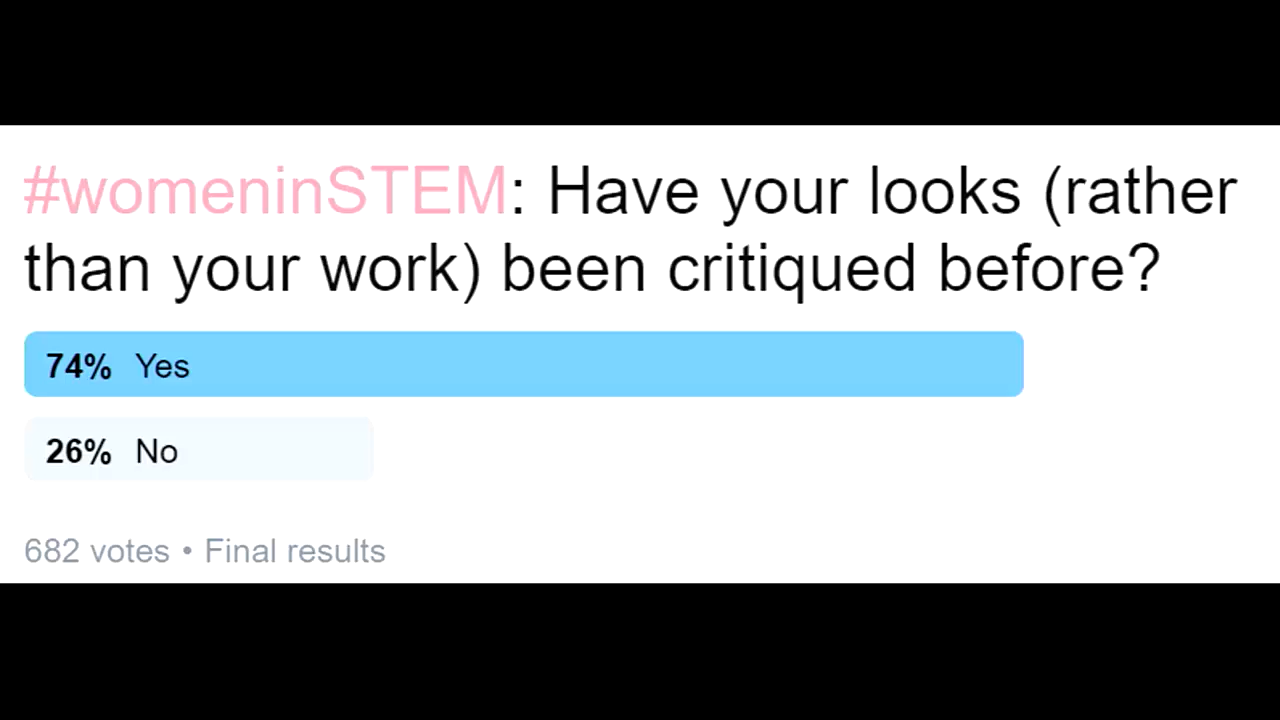 #womeninSTEM: Have your looks (rather
than your work) been critiqued before?
74% Yes
26% No
682 votes • Final results